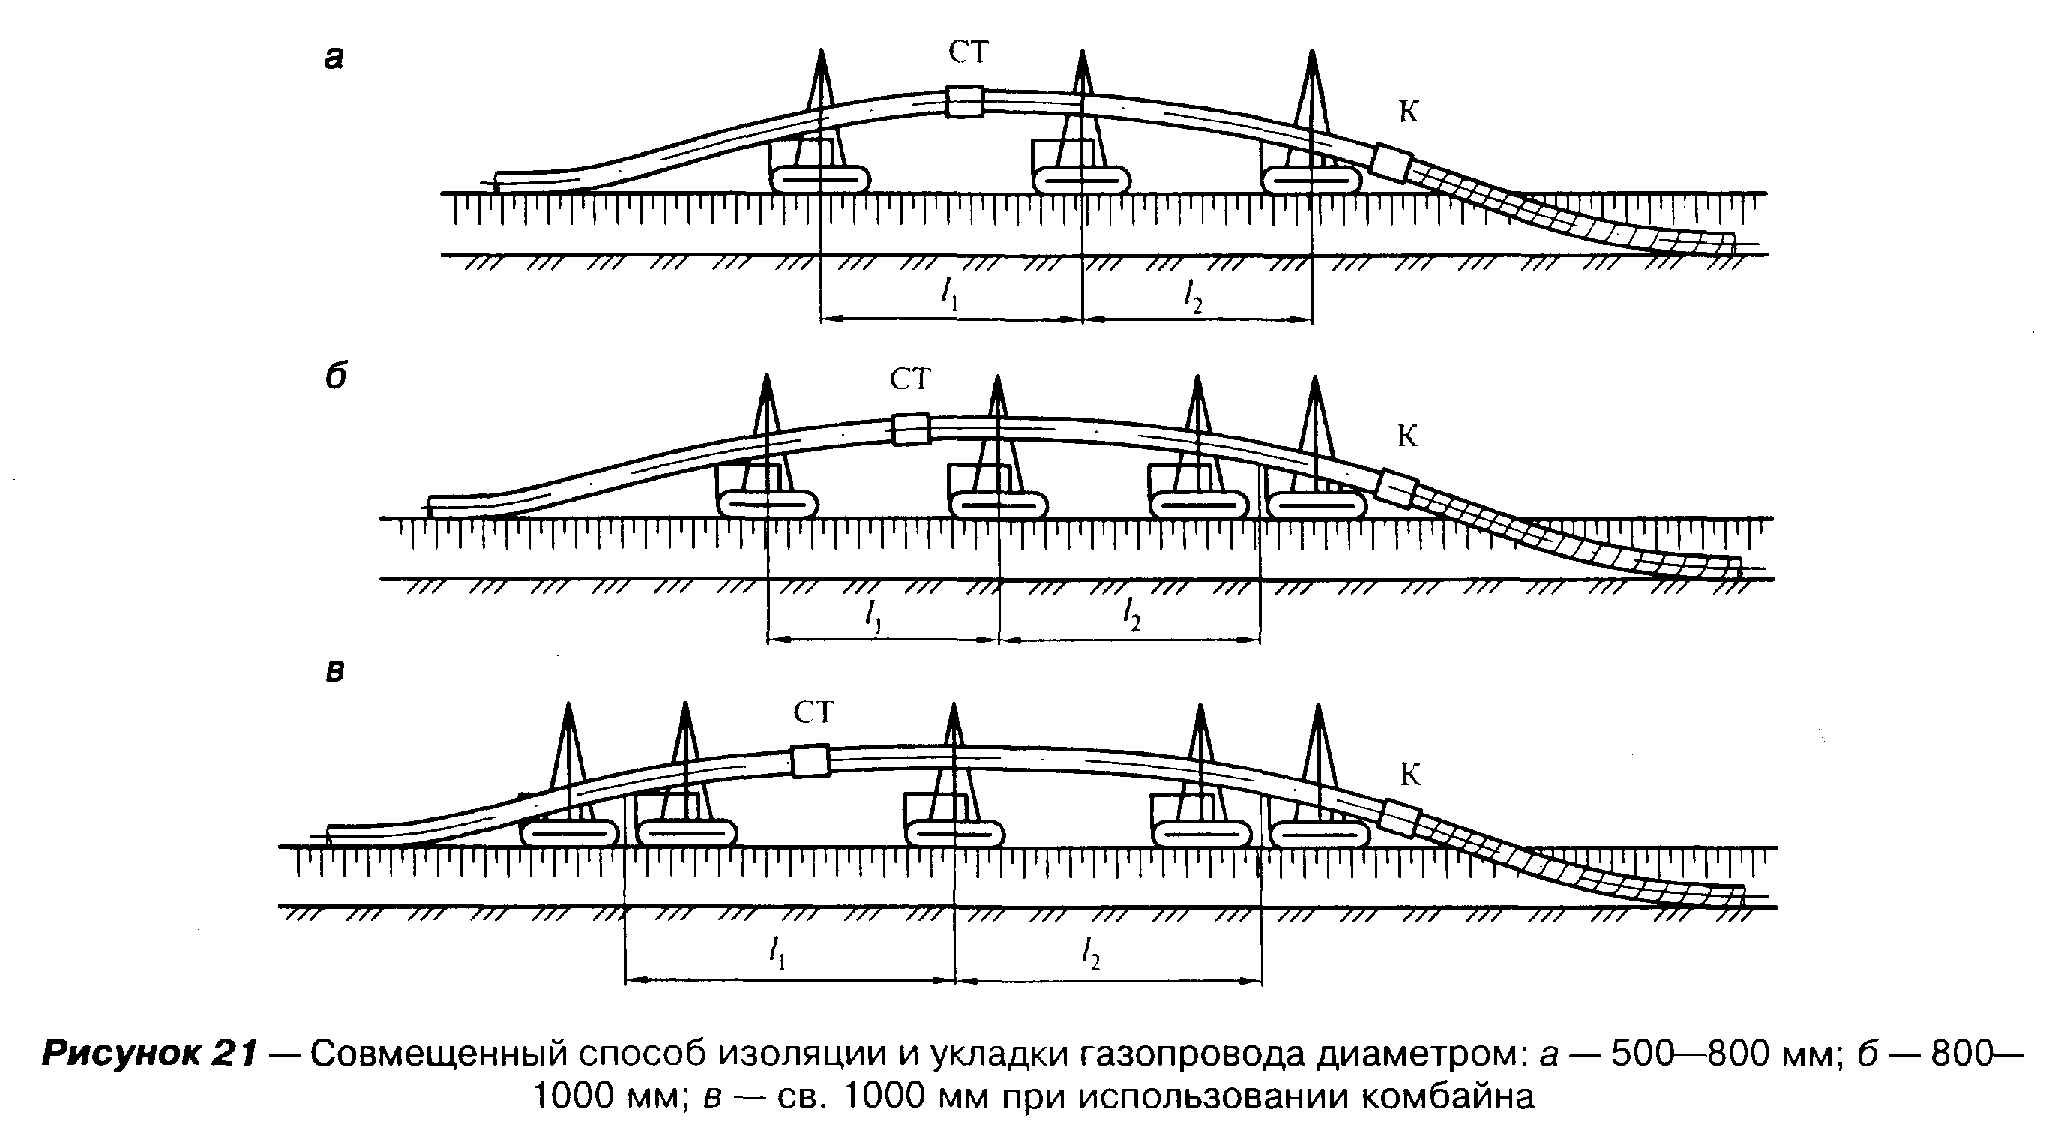 а
СТ
К
l1
l2
б
СТ
К
l1
l2
в
СТ
К
l1
l2
Рисунок 21 — Совмещенный способ изоляции и укладки газопровода диаметром: а — 500—800 мм; б — 800—
1000 мм; в — св. 1000 мм при использовании комбайна